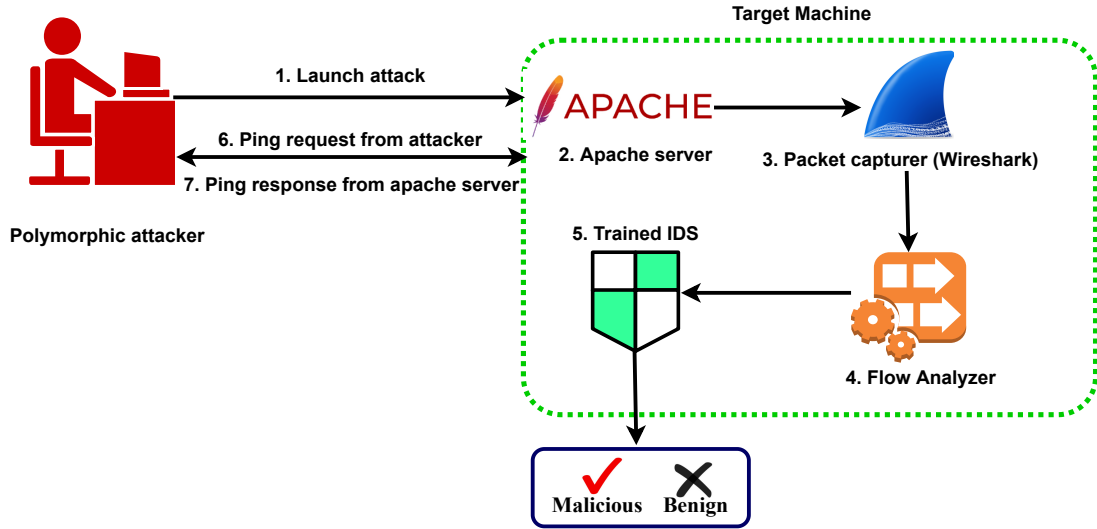 Target Machine
1. Launch attack
APACHE
6. Ping request from attacker
2. Apache server
3. Packet capturer (Wireshark)
7. Ping response from apache server
Polymorphic attacker
5. Trained IDS
4. Flow Analyzer
Malicious
Benign